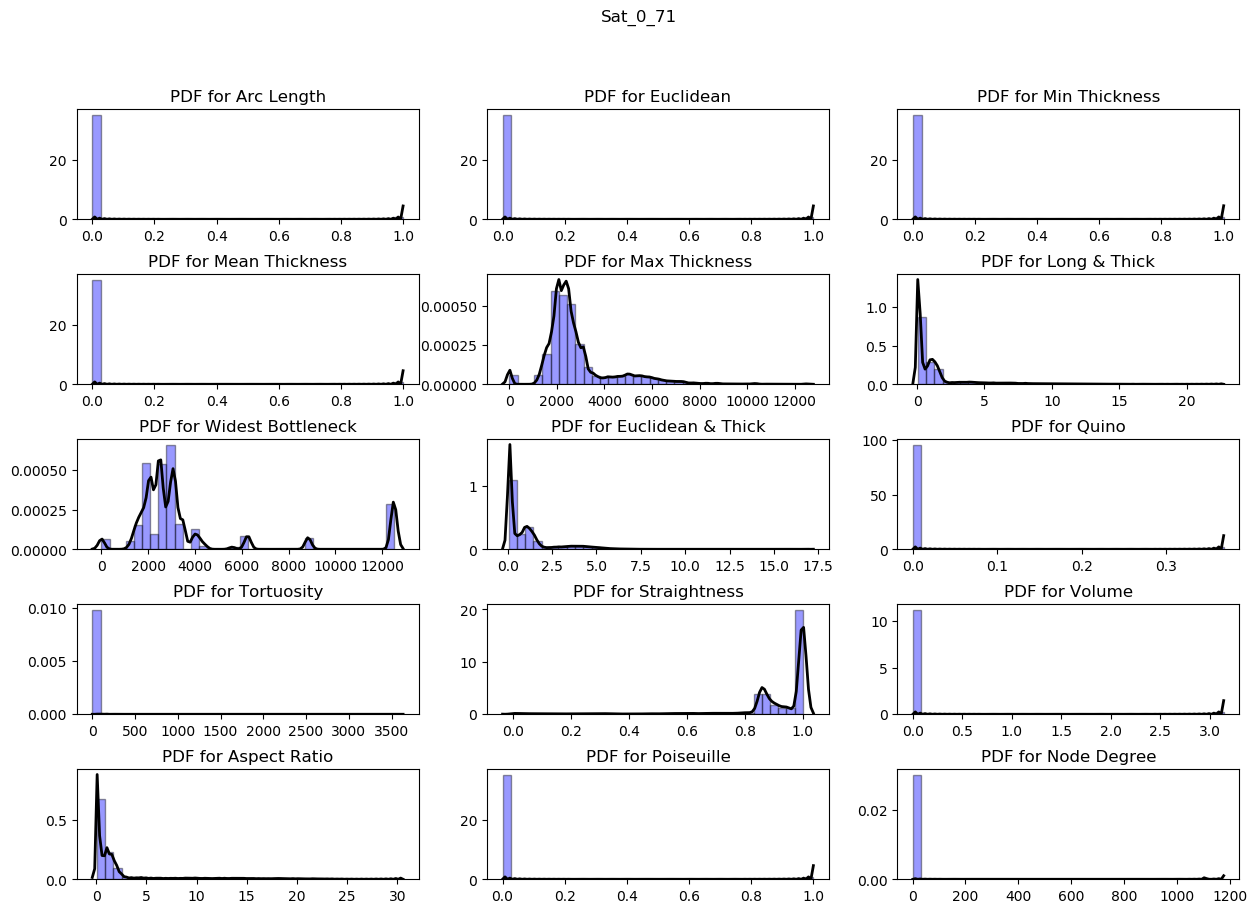 Sat_0_71
PDF for Arc Length
20
0
0.0 0.2 0.4 0.6 0.8 1.0
PDF for Euclidean
20
0
0.0 0.2 0.4 0.6 0.8 1.0
PDF for Min Thickness
20
0
0.0 0.2 0.4 0.6 0.8 1.0
PDF for Mean Thickness
20
0
0.0 0.2 0.4 0.6 0.8 1.0
PDF for Max Thickness
0.00050
0.00025
0.00000
0 2000 4000 6000 8000 10000 12000
PDF for Long & Thick
1.0
0.5
0.0
0 5 10 15 20
PDF for Widest Bottleneck
0.00050
0.00025
0.00000
0 2000 4000 6000 8000 10000 12000
PDF for Euclidean & Thick
1
0
0.0 2.5 5.0 7.5 10.0 12.5 15.0 17.5
PDF for Quino
100
50
0
0.0 0.1 0.2 0.3
PDF for Tortuosity
0.010
0.005
0.000
0 500 1000 1500 2000 2500 3000 3500
PDF for Straightness
20
10
0
0.0 0.2 0.4 0.6 0.8 1.0
PDF for Volume
10
5
0
0.0 0.5 1.0 1.5 2.0 2.5 3.0
PDF for Aspect Ratio
0.5
0.0
0 5 10 15 20 25 30
PDF for Poiseuille
20
0
0.0 0.2 0.4 0.6 0.8 1.0
PDF for Node Degree
0.02
0.00
0 200 400 600 800 1000 1200